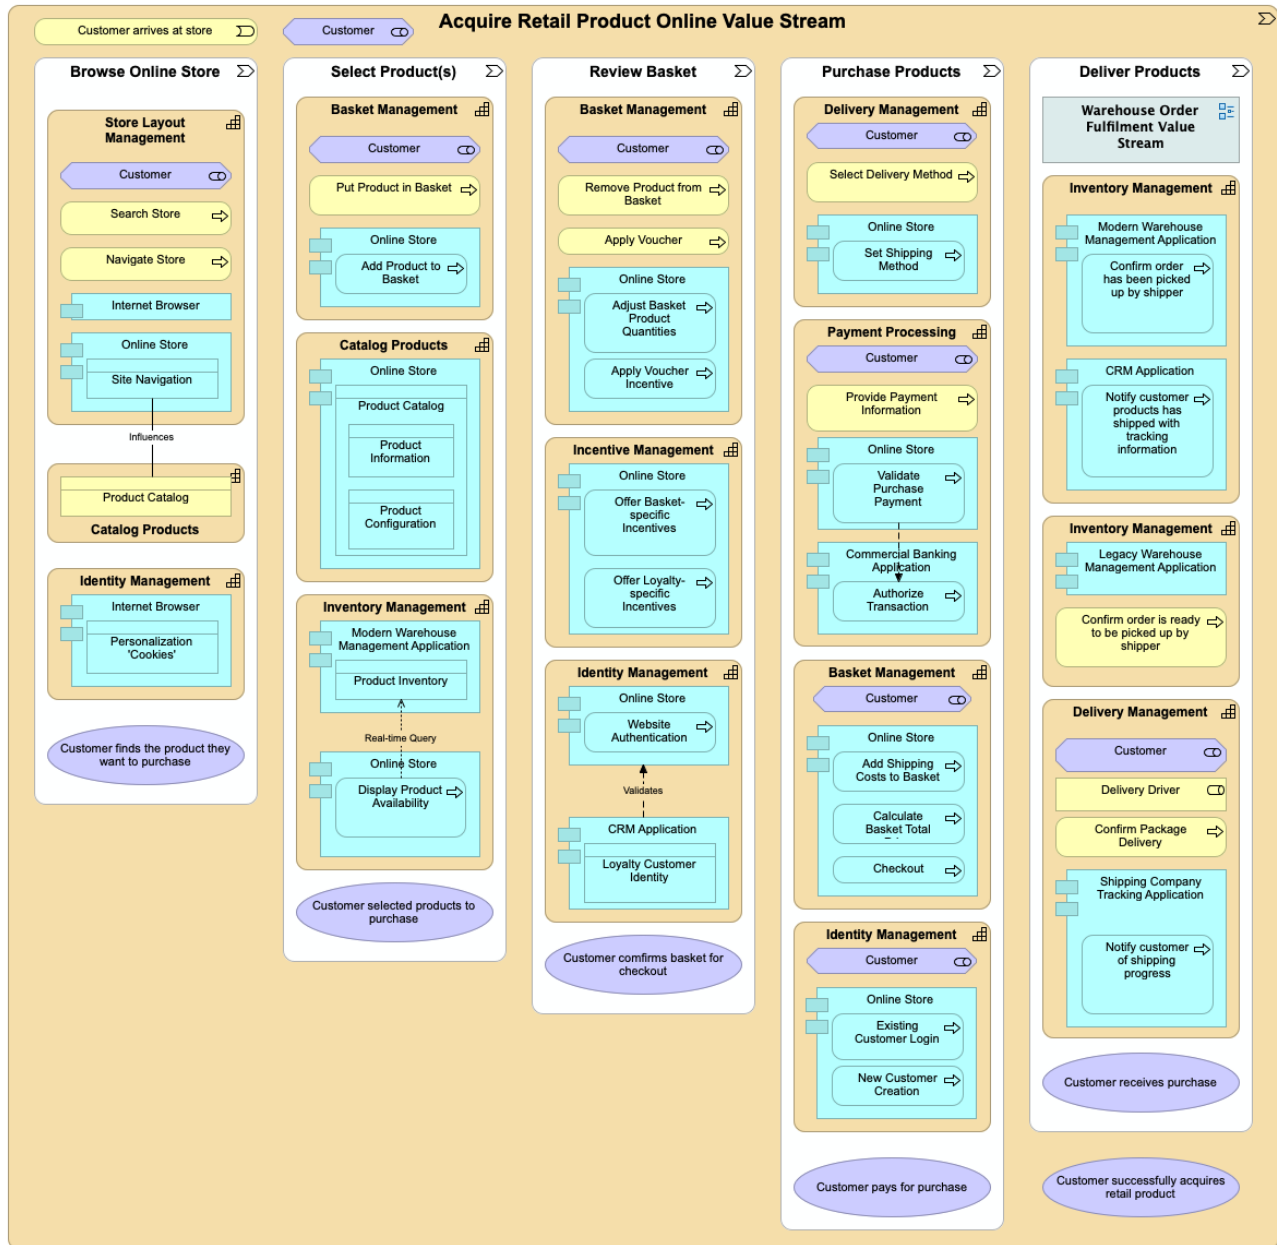 Acquire Retail Product Online Value Stream
Customer arrives at store
Customer
Browse Online Store
Store Layout
Management
Customer
Search Store
Navigate Store
Internet Browser
Online Store
Site Navigation
Influences
Product Catalog
Catalog Products
Identity Management
Internet Browser
Personalization
'Cookies'
Customer finds the product they
want to purchase
Select Product(s)
Basket Management
Customer
Put Product in Basket
Online Store
Add Product to
Basket
Catalog Products
Online Store
Product Catalog
Product
Information
Product
Configuration
Inventory Management
Modern Warehouse
Management Application
Product Inventory
Real-time Query
Online Store
Display Product
Availability
Customer selected products to
purchase
Review Basket
Basket Management
Customer
Remove Product from
Basket
Apply Voucher
Online Store
Adjust Basket
Product
Quantities
Apply Voucher
Incentive
Incentive Management
Online Store
Offer Basket-
specific
Incentives
Offer Loyalty-
specific
Incentives
Identity Management
Online Store
Website
Authentication
Validates
CRM Application
Loyalty Customer
Identity
Customer comfirms basket for
checkout
Purchase Products
Delivery Management
Customer
Select Delivery Method
Online Store
Set Shipping
Method
Payment Processing
Customer
Provide Payment
Information
Online Store
Validate
Purchase
Payment
Commercial Banking
Application
Authorize
Transaction
Basket Management
Customer
Online Store
Add Shipping
Costs to Basket
Calculate
Basket Total
Checkout
Identity Management
Customer
Online Store
Existing
Customer Login
New Customer
Creation
Customer pays for purchase
Deliver Products
Warehouse Order
Fulfilment Value
Stream
Inventory Management
Modern Warehouse
Management Application
Confirm order
has been picked
up by shipper
CRM Application
Notify customer
products has
shipped with
tracking
information
Inventory Management
Legacy Warehouse
Management Application
Confirm order is ready
to be picked up by
shipper
Delivery Management
Customer
Delivery Driver
Confirm Package
Delivery
Shipping Company
Tracking Application
Notify customer
of shipping
progress
Customer receives purchase
Customer successfully acquires
retail product